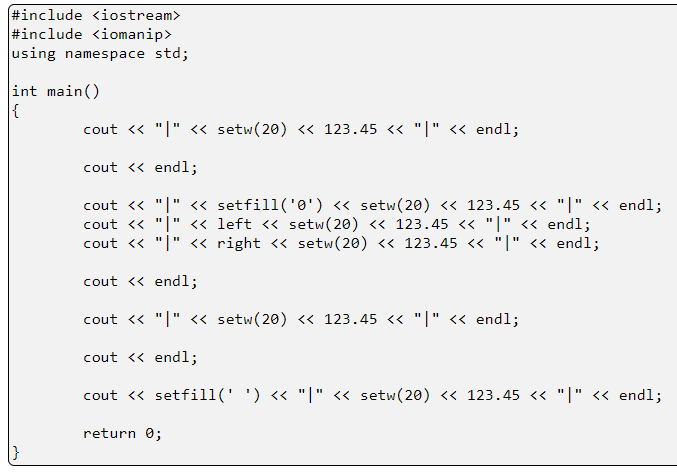 #include <iostream>
#include <iomanip>
using namespace std;
int main()
{
cout << "|" << setw(20) << 123.45 << "|" << endl;
cout << endl;
cout << "|" << setfill('0') << setw(20) << 123.45 << "|" << endl;
cout << "|" << left << setw(20) << 123.45 << "|" << endl;
cout << "|" << right << setw(20) << 123.45 << "|" << endl;
cout << endl;
cout << "|" << setw(20) << 123.45 << "|" << endl;
cout << endl;
cout << setfill(' ') << "|" << setw(20) << 123.45 << "|" << endl;
return 0;
}